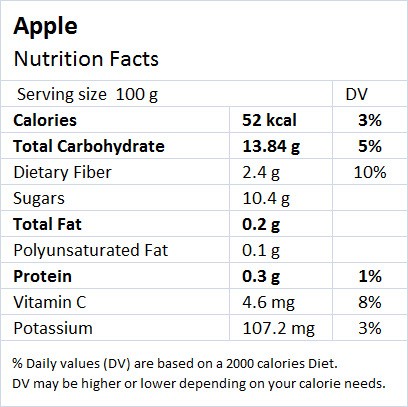 Apple
Nutrition Facts
Serving size 100 g DV
Calories 52 kcal 3%
Total Carbohydrate 13.84 g 5%
Dietary Fiber 2.4 g 10%
Sugars 10.4 g
Total Fat 0.2 g
Polyunsaturated Fat 0.1 g
Protein 0.3 g 1%
Vitamin C 4.6 mg 8%
Potassium 107.2 mg 3%
% Daily values (DV) are based on a 2000 calories Diet.
DV may be higher or lower depending on your calorie needs.